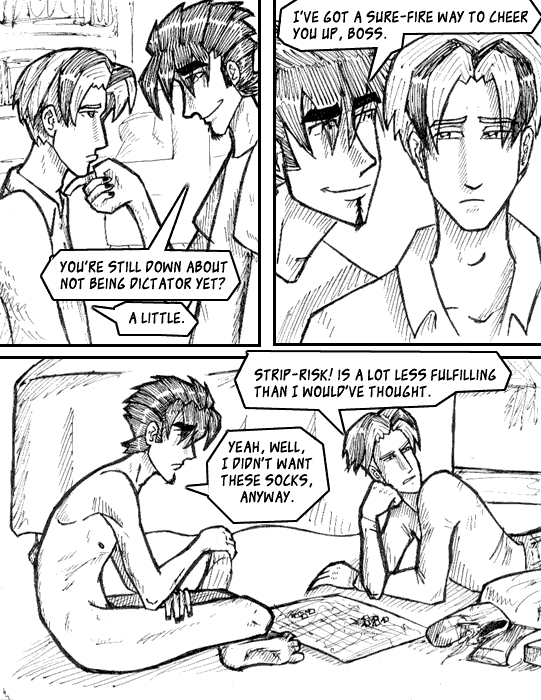 YOU'RE STILL DOWN ABOUT
NOT BEING DICTATOR YET?
A LITTLE.
I'VE GOT A SURE-FIRE WAY TO CHEER
YOU UP, BOSS.
STRIP-RISK! IS A LOT LESS FULFILLING
THAN I WOULD'VE THOUGHT.
YEAH, WELL,
I DIDN'T WANT
THESE SOCKS,
ANYWAY.